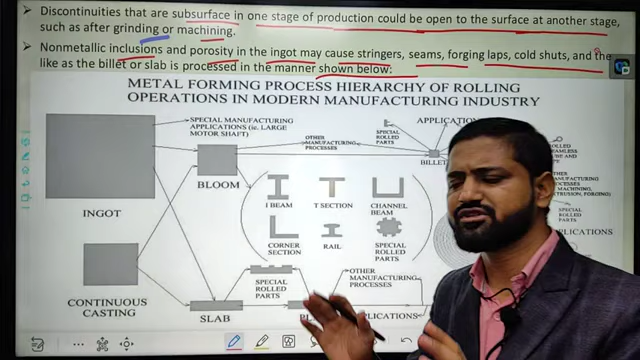 ➢ Discontinuities that are subsurface in one stage of production could be open to the surface at another stage,
such as after grinding or machining.
➢ Nonmetallic inclusions and porosity in the ingot may cause stringers, seams, forging laps, cold shuts, and the
like as the billet or slab is processed in the manner shown below:
METAL FORMING PROCESS HIERARCHY OF ROLLING
OPERATIONS IN MODERN MANUFACTURING INDUSTRY
SPECIAL MANUFACTURING
APPLICATIONS (ie. LARGE
MOTOR SHAFT)
OTHER
MANUFACTURING
PROCESSES
SPECIAL
ROLLED
PARTS
BILLET
BLOOM
INGOT
I BEAM
T SECTION
CHANNEL
BEAM
CORNER
SECTION
RAIL
SPECIAL
ROLLED
PARTS
SPECIAL
ROLLED
PARTS
CONTINUOUS
CASTING
SPECIAL
ROLLED
PARTS
OTHER
MANUFACTURING
PROCESSES
SLAB